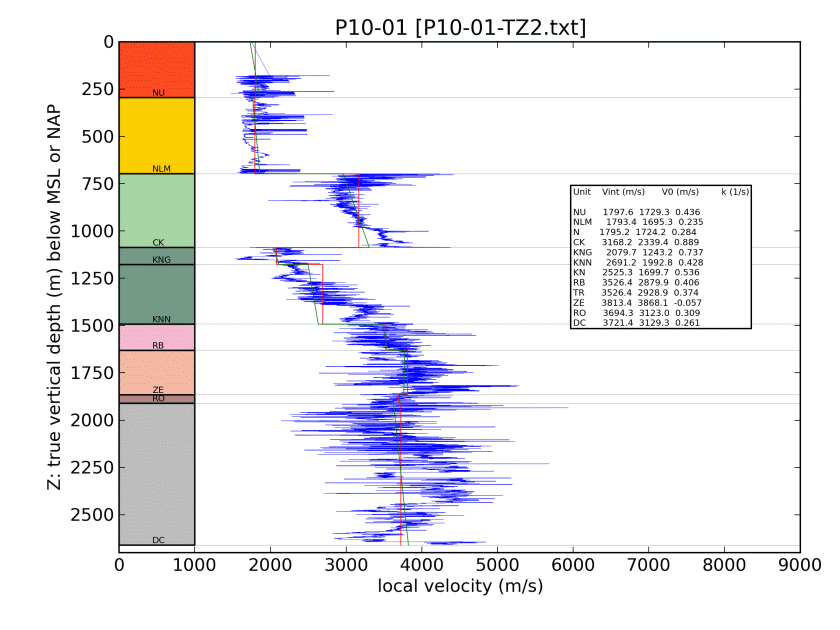 P10-01 [P10-01-TZ2.txt]
Z: true vertical depth (m) below MSL or NAP
0
250
500
750
1000
1250
1500
1750
2000
2250
2500
NU
NLM
CK
KNG
KNN
RB
ZE
RO
DC
Unit Vint (m/s) V0 (m/s) k (1/s)
NU 1797.6 1729.3 0.436
NLM 1793.4 1695.3 0.235
N 1795.2 1724.2 0.284
CK 3168.2 2339.4 0.889
KNG 2079.7 1243.2 0.737
KNN 2691.2 1992.8 0.428
KN 2525.3 1699.7 0.536
RB 3526.4 2879.9 0.406
TR 3526.4 2928.9 0.374
ZE 3813.4 3868.1 -0.057
RO 3694.3 3123.0 0.309
DC 3721.4 3129.3 0.261
0 1000 2000 3000 4000 5000 6000 7000 8000 9000
local velocity (m/s)